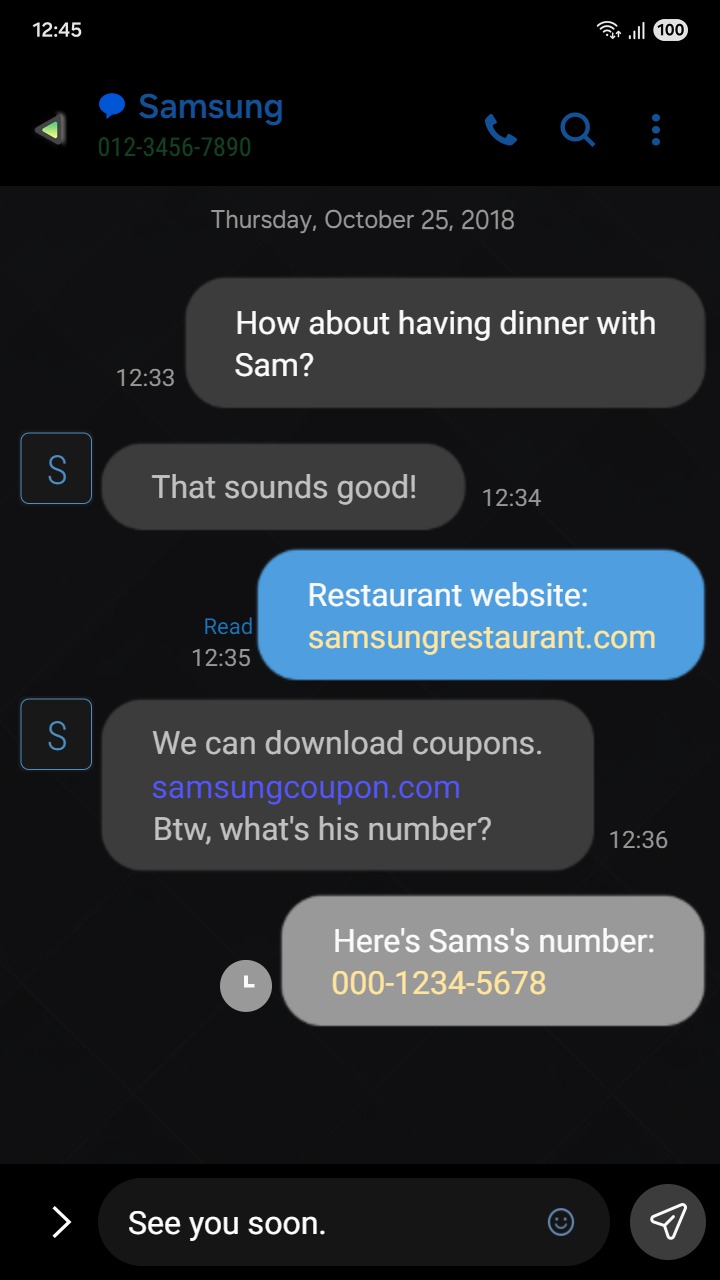 12:45
100
Samsung
012-3456-7890
Thursday, October 25, 2018
How about having dinner with
Sam?
12:33
S
That sounds good!
12:34
Restaurant website:
samsungrestaurant.com
Read
12:35
S
We can download coupons.
samsungcoupon.com
Btw, what's his number?
12:36
Here's Sams's number:
000-1234-5678
See you soon.